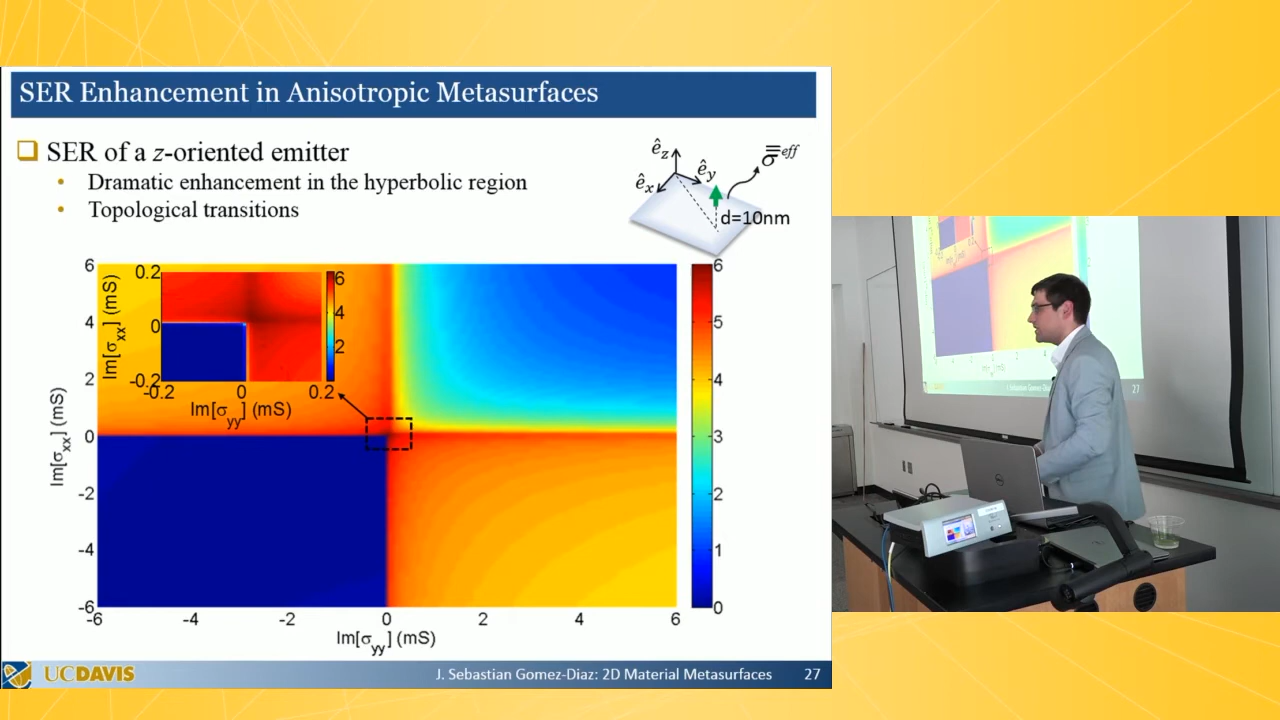 SER Enhancement in Anisotropic Metasurfaces
SER of a z-oriented emitter
• Dramatic enhancement in the hyperbolic region
• Topological transitions
ê_z
ê_y
ê_x
σ̿^eff
d=10nm
6
4
2
0
-2
-4
-6
Im[σ_xx] (mS)
-6
-4
-2
0
2
4
6
Im[σ_yy] (mS)
0.2
0
-0.2
Im[σ_xx] (mS)
-0.2
0
0.2
Im[σ_yy] (mS)
6
4
2
6
5
4
3
2
1
0
UCDAVIS
J. Sebastian Gomez-Diaz: 2D Material Metasurfaces 27
27